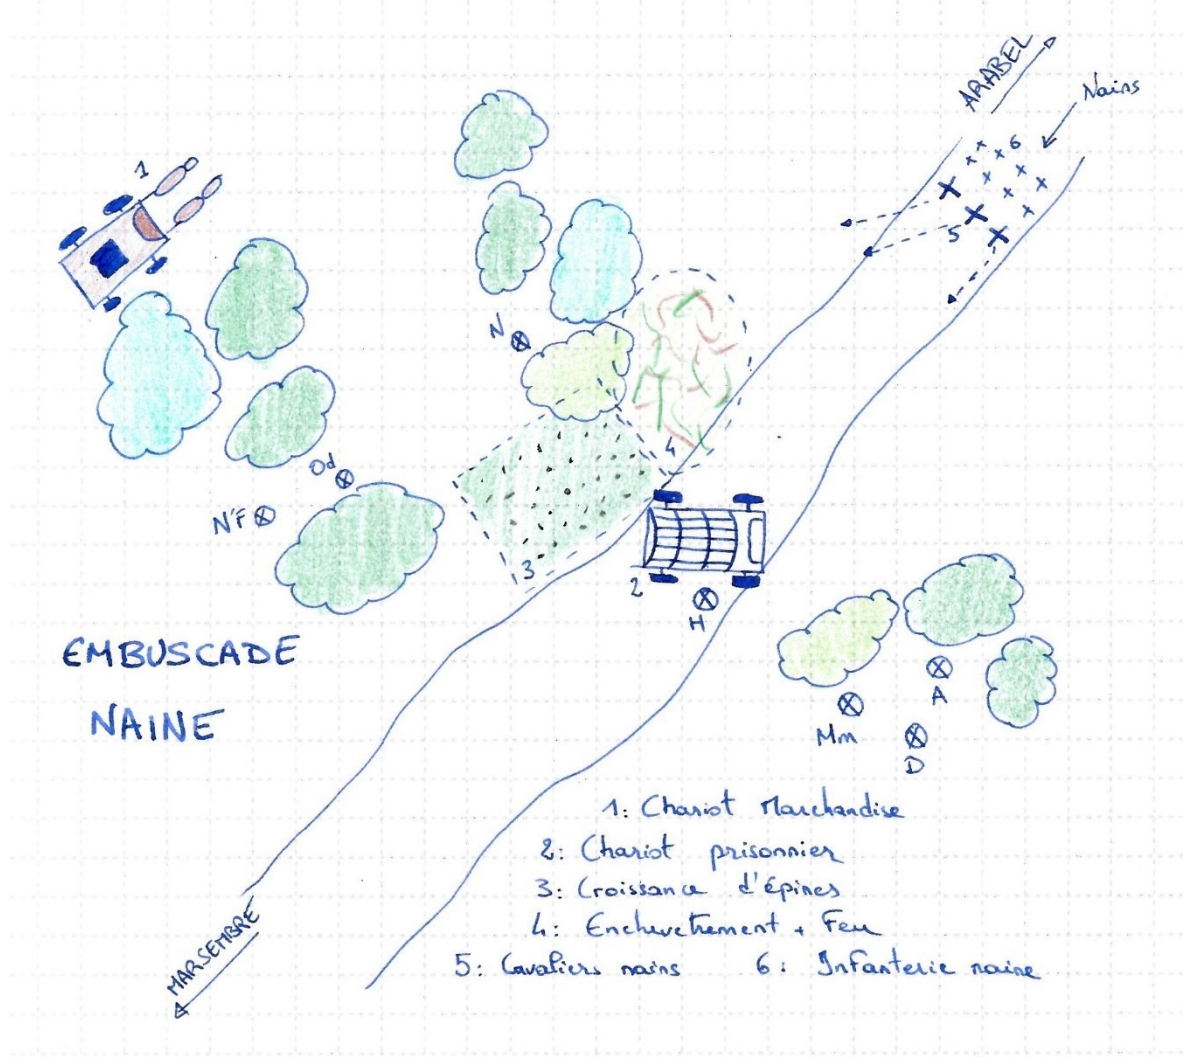 ARABEL
Nains
1
6
5
N
4
Od
N'F
3
2
H
EMBUSCADE
NAINE
A
Mm
D
1: Chariot Marchandise
2: Chariot prisonnier
3: Croissance d'épines
4: Enchevetrement + Feu
5: Cavaliers nains 6: Infanterie naine
MARSEMBRE